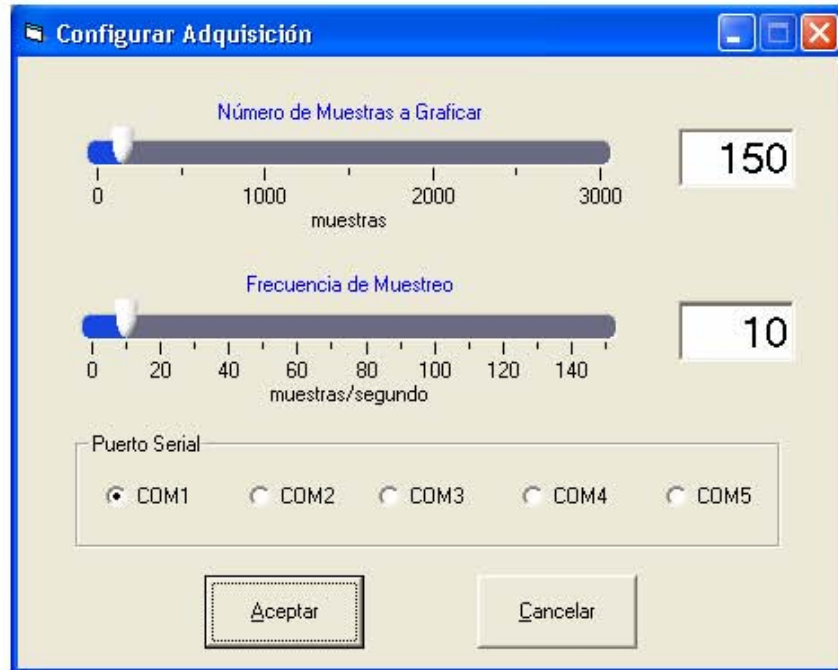 Configurar Adquisición
Número de Muestras a Graficar
150
0 1000 2000 3000
muestras
Frecuencia de Muestreo
10
0 20 40 60 80 100 120 140
muestras/segundo
Puerto Serial
COM1 COM2 COM3 COM4 COM5
Aceptar Cancelar